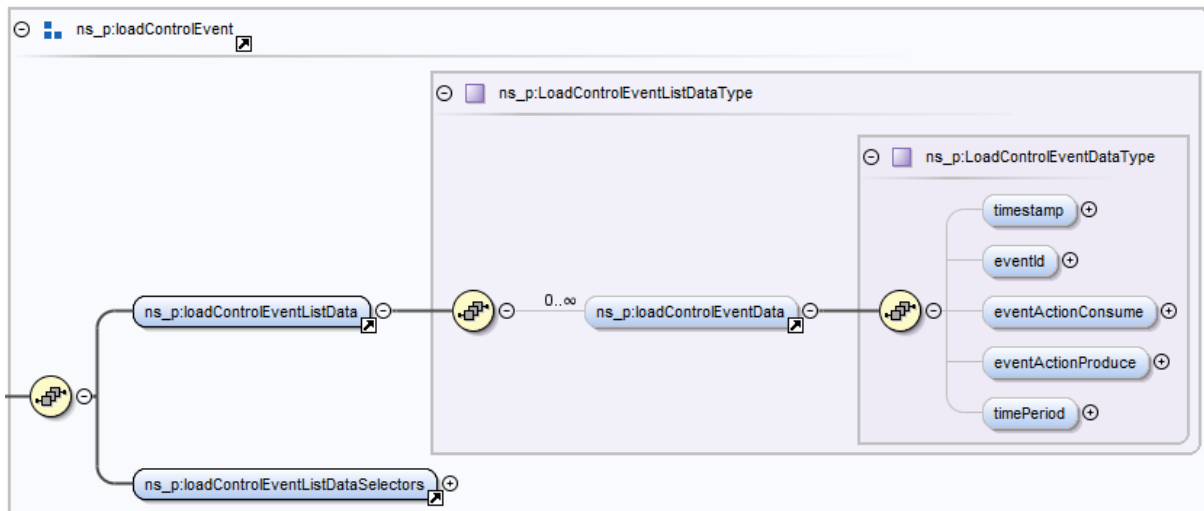 ns_p:loadControlEvent
ns_p:LoadControlEventListDataType
ns_p:LoadControlEventDataType
timestamp
eventId
ns_p:loadControlEventListData
0..∞
ns_p:loadControlEventData
eventActionConsume
eventActionProduce
timePeriod
ns_p:loadControlEventListDataSelectors